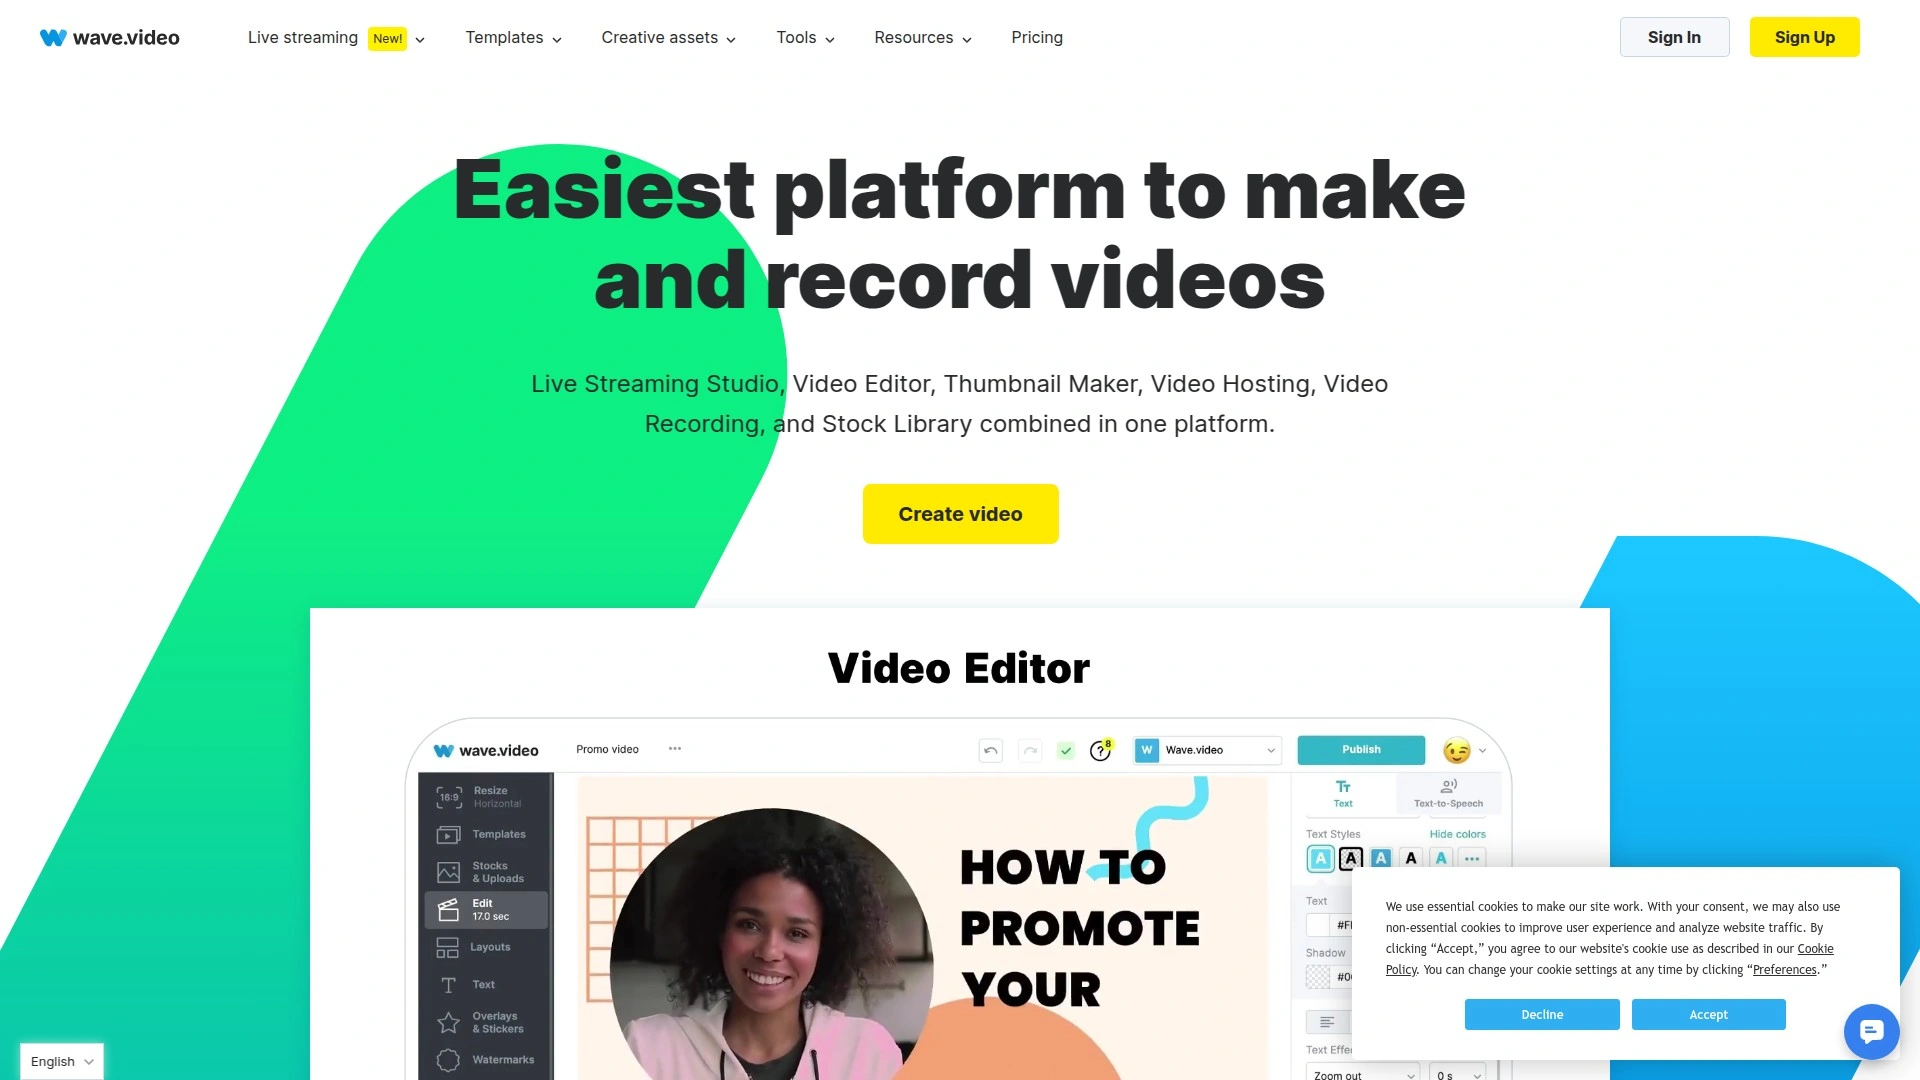 wave.video
Live streaming New!
Templates
Creative assets
Tools
Resources
Pricing
Sign In
Sign Up
Easiest platform to make
and record videos
Live Streaming Studio, Video Editor, Thumbnail Maker, Video Hosting, Video
Recording, and Stock Library combined in one platform.
Create video
Video Editor
wave.video
Promo video
8
W Wave.video
Publish
16:9
Resize
Horizontal
Templates
Stocks
& Uploads
Edit
17.0 sec
Layouts
Text
Overlays
& Stickers
Watermarks
HOW TO
PROMOTE
YOUR
Text
Text-to-Speech
Text Styles
Hide colors
A A A A A
Text
Shadow
Zoom out
0 s
We use essential cookies to make our site work. With your consent, we may also use
non-essential cookies to improve user experience and analyze website traffic. By
clicking “Accept,” you agree to our website's cookie use as described in our Cookie
Policy. You can change your cookie settings at any time by clicking “Preferences.”
Decline
Accept
English